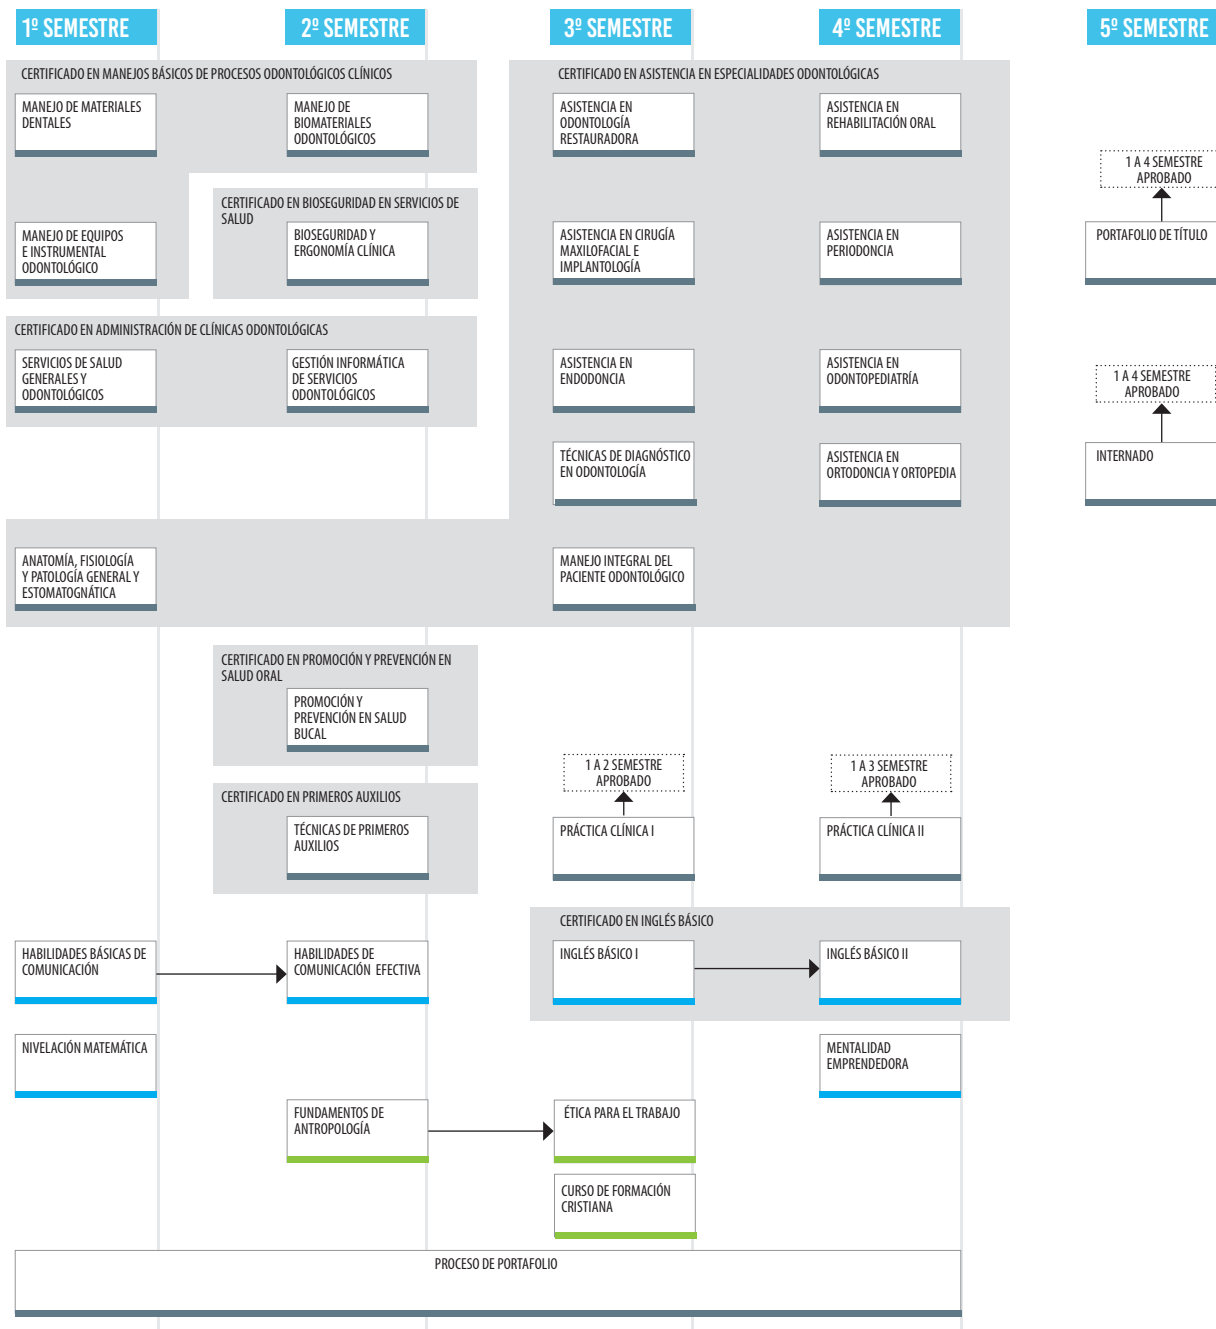 1º SEMESTRE
2º SEMESTRE
3º SEMESTRE
4º SEMESTRE
5º SEMESTRE
CERTIFICADO EN MANEJOS BÁSICOS DE PROCESOS ODONTOLÓGICOS CLÍNICOS
CERTIFICADO EN ASISTENCIA EN ESPECIALIDADES ODONTOLÓGICAS
MANEJO DE MATERIALES
DENTALES
MANEJO DE
BIOMATERIALES
ODONTOLÓGICOS
ASISTENCIA EN
ODONTOLOGÍA
RESTAURADORA
ASISTENCIA EN
REHABILITACIÓN ORAL
1 A 4 SEMESTRE
APROBADO
CERTIFICADO EN BIOSEGURIDAD EN SERVICIOS DE
SALUD
MANEJO DE EQUIPOS
E INSTRUMENTAL
ODONTOLÓGICO
BIOSEGURIDAD Y
ERGONOMÍA CLÍNICA
ASISTENCIA EN CIRUGÍA
MAXILOFACIAL E
IMPLANTOLOGÍA
ASISTENCIA EN
PERIODONCIA
PORTAFOLIO DE TÍTULO
CERTIFICADO EN ADMINISTRACIÓN DE CLÍNICAS ODONTOLÓGICAS
SERVICIOS DE SALUD
GENERALES Y
ODONTOLÓGICOS
GESTIÓN INFORMÁTICA
DE SERVICIOS
ODONTOLÓGICOS
ASISTENCIA EN
ENDODONCIA
ASISTENCIA EN
ODONTOPEDIATRÍA
1 A 4 SEMESTRE
APROBADO
TÉCNICAS DE DIAGNÓSTICO
EN ODONTOLOGÍA
ASISTENCIA EN
ORTODONCIA Y ORTOPEDIA
INTERNADO
ANATOMÍA, FISIOLOGÍA
Y PATOLOGÍA GENERAL Y
ESTOMATOGNÁTICA
MANEJO INTEGRAL DEL
PACIENTE ODONTOLÓGICO
CERTIFICADO EN PROMOCIÓN Y PREVENCIÓN EN
SALUD ORAL
PROMOCIÓN Y
PREVENCIÓN EN SALUD
BUCAL
1 A 2 SEMESTRE
APROBADO
1 A 3 SEMESTRE
APROBADO
CERTIFICADO EN PRIMEROS AUXILIOS
TÉCNICAS DE PRIMEROS
AUXILIOS
PRÁCTICA CLÍNICA I
PRÁCTICA CLÍNICA II
CERTIFICADO EN INGLÉS BÁSICO
HABILIDADES BÁSICAS DE
COMUNICACIÓN
HABILIDADES DE
COMUNICACIÓN EFECTIVA
INGLÉS BÁSICO I
INGLÉS BÁSICO II
NIVELACIÓN MATEMÁTICA
MENTALIDAD
EMPRENDEDORA
FUNDAMENTOS DE
ANTROPOLOGÍA
ÉTICA PARA EL TRABAJO
CURSO DE FORMACIÓN
CRISTIANA
PROCESO DE PORTAFOLIO